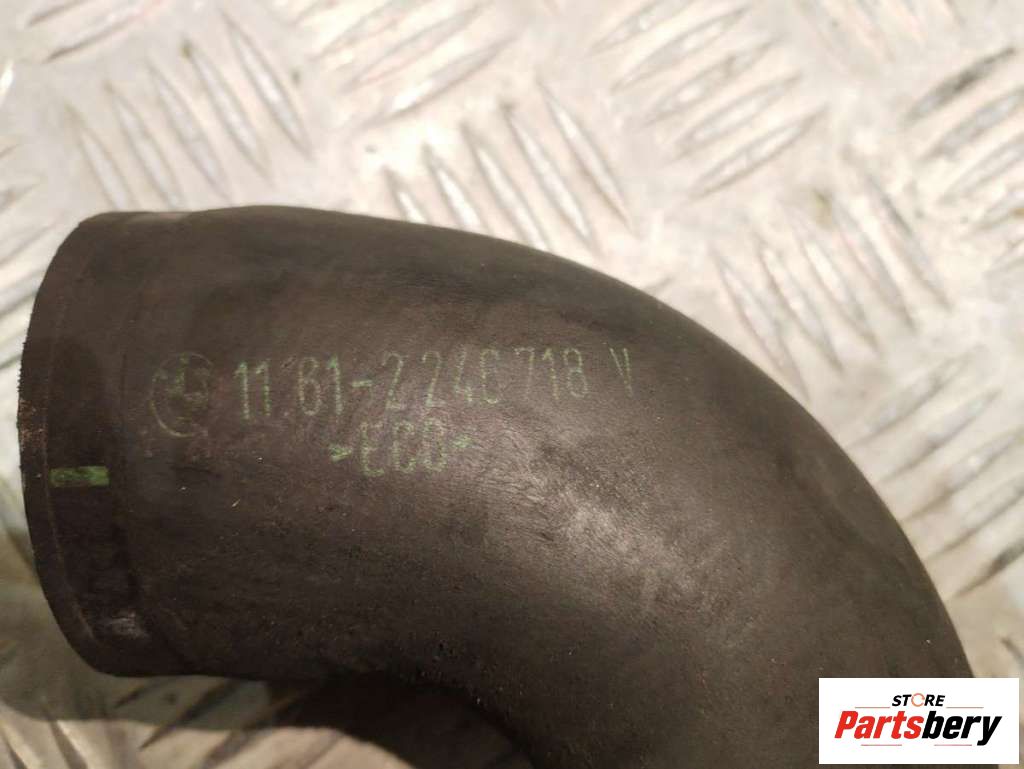 11.61-2 246 718 V
>ECO<
STORE
Partsbery